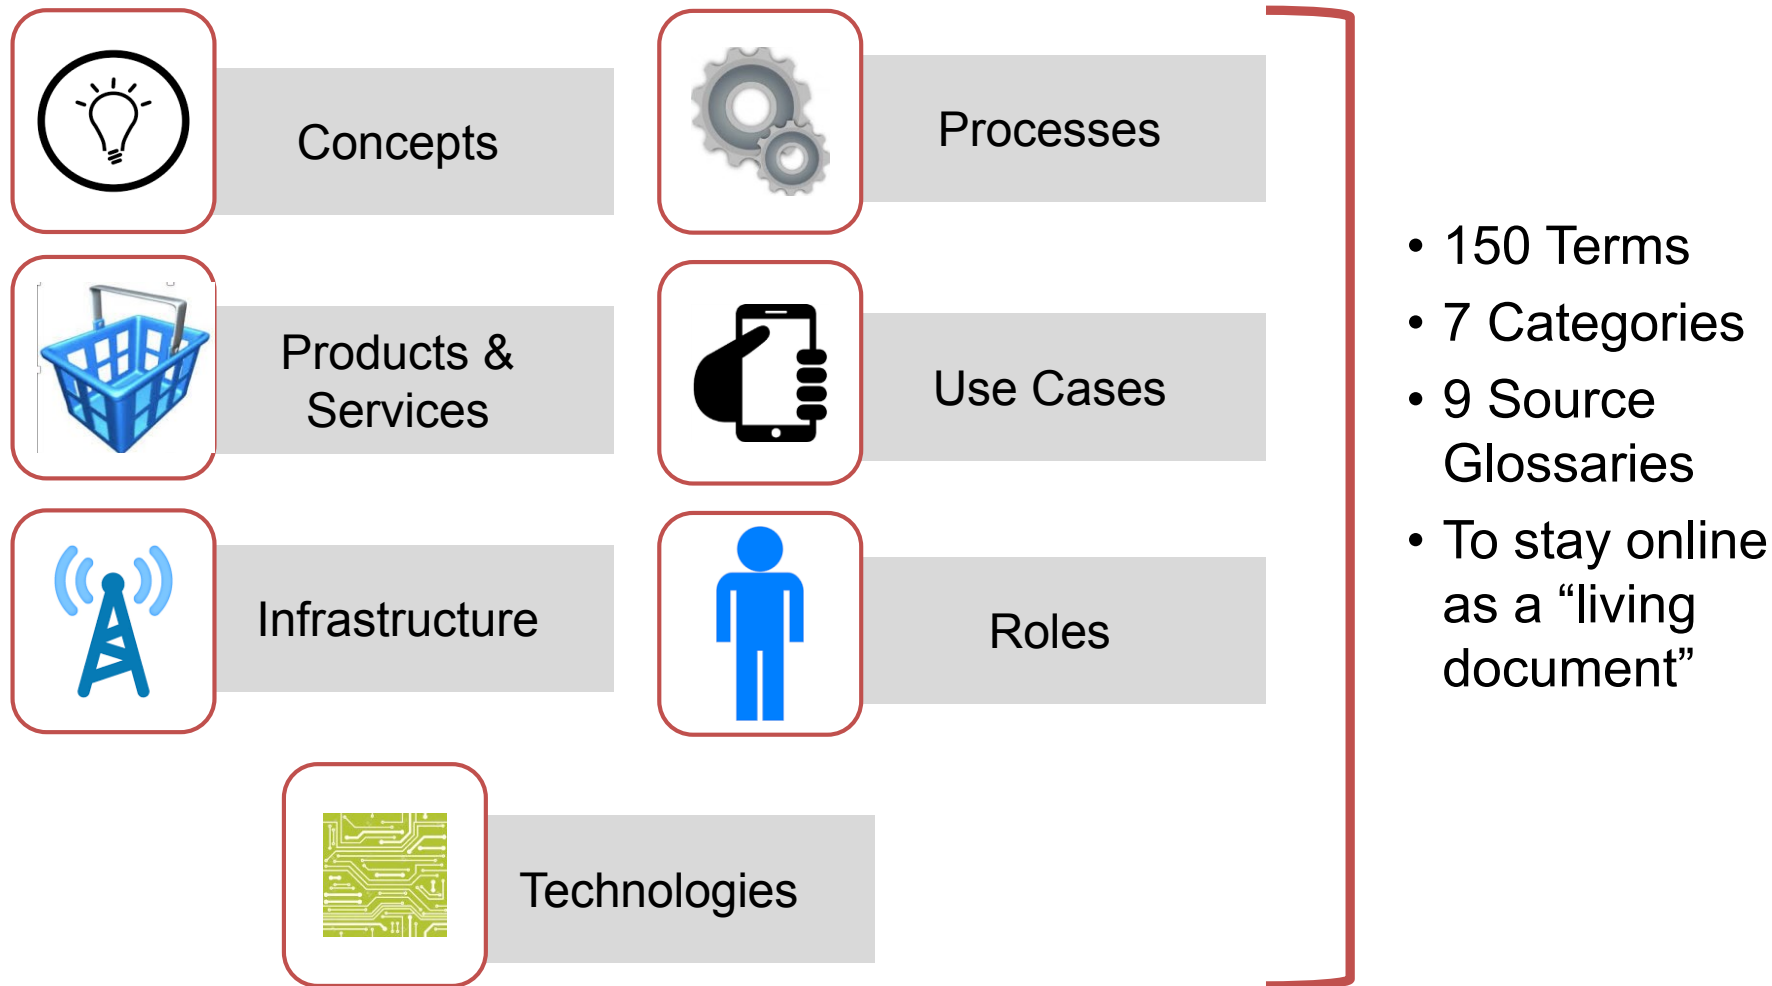 Concepts
Processes
Products &
Services
Use Cases
Infrastructure
Roles
Technologies
• 150 Terms
• 7 Categories
• 9 Source
Glossaries
• To stay online
as a “living
document”